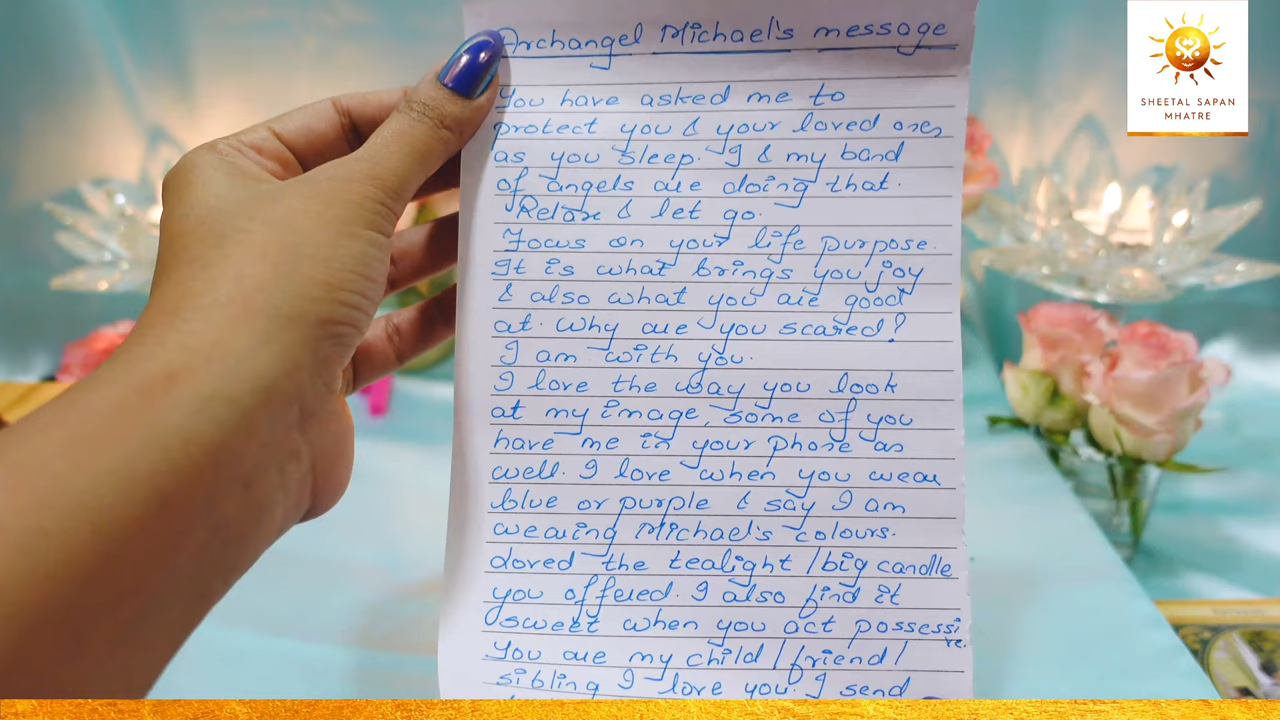 Archangel Michael's message
You have asked me to
protect you & your loved ones
as you sleep. I & my band
of angels are doing that.
Relax & let go.
Focus on your life purpose.
It is what brings you joy
& also what you are good
at. Why are you scared?
I am with you.
I love the way you look
at my image, some of you
have me in your phone as
well. I love when you wear
blue or purple & say I am
wearing Michael's colours.
Loved the tealight/big candle
you offered. I also find it
sweet when you act possessi
ve.
You are my child/friend/
sibling I love you. I send
SHEETAL SAPAN
MHATRE